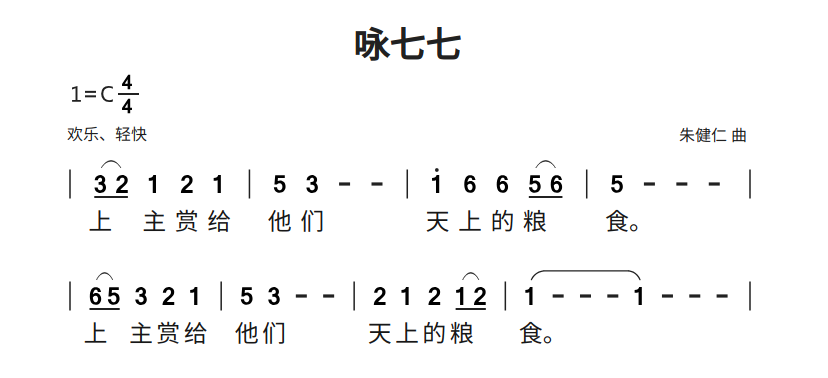 咏七七
1=C 4/4
欢乐、轻快
朱健仁 曲
| 3 2 1 2 1 | 5 3 - - | 1̇ 6 6 5 6 | 5 - - - |
上 主 赏 给 他 们 天 上 的 粮 食。
| 6 5 3 2 1 | 5 3 - - | 2 1 2 1 2 | 1 - - - 1 - - - |
上 主 赏 给 他 们 天 上 的 粮 食。